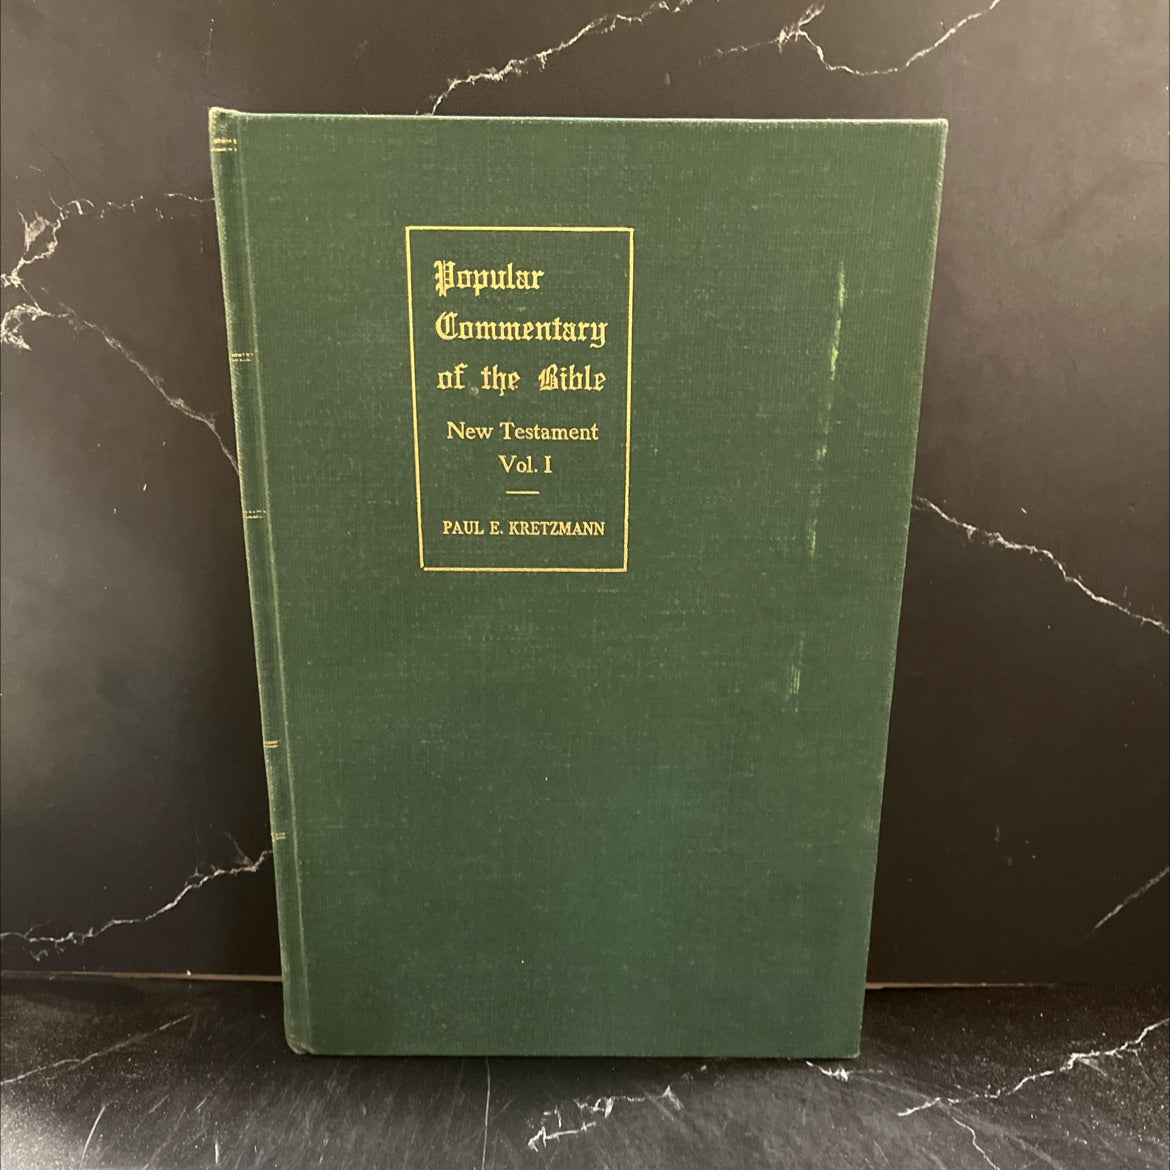 Popular
Commentary
of the Bible
New Testament
Vol. I
PAUL E. KRETZMANN